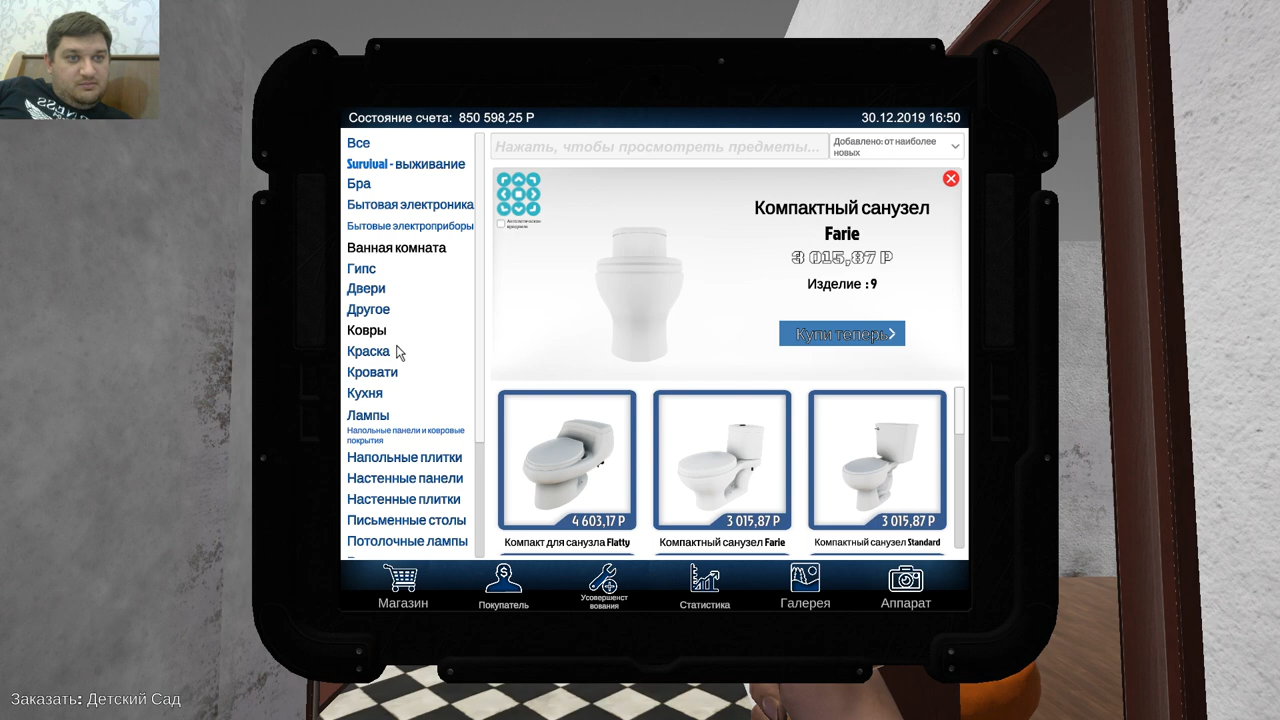 Состояние счета: 850 598,25 Р
30.12.2019 16:50
Все
Survival - выживание
Бра
Бытовая электроника
Бытовые электроприборы
Ванная комната
Гипс
Двери
Другое
Ковры
Краска
Кровати
Кухня
Лампы
Напольные панели и ковровые
покрытия
Напольные плитки
Настенные панели
Настенные плитки
Письменные столы
Потолочные лампы
Нажать, чтобы просмотреть предметы...
Добавлено: от наиболее
новых
Компактный санузел
Farie
3 015,87 Р
Изделие : 9
Купи теперь
4 603,17 Р
3 015,87 Р
3 015,87 Р
Компакт для санузла Flatty
Компактный санузел Farie
Компактный санузел Standard
Магазин
Покупатель
Усовершенст
вования
Статистика
Галерея
Аппарат
Заказать: Детский Сад